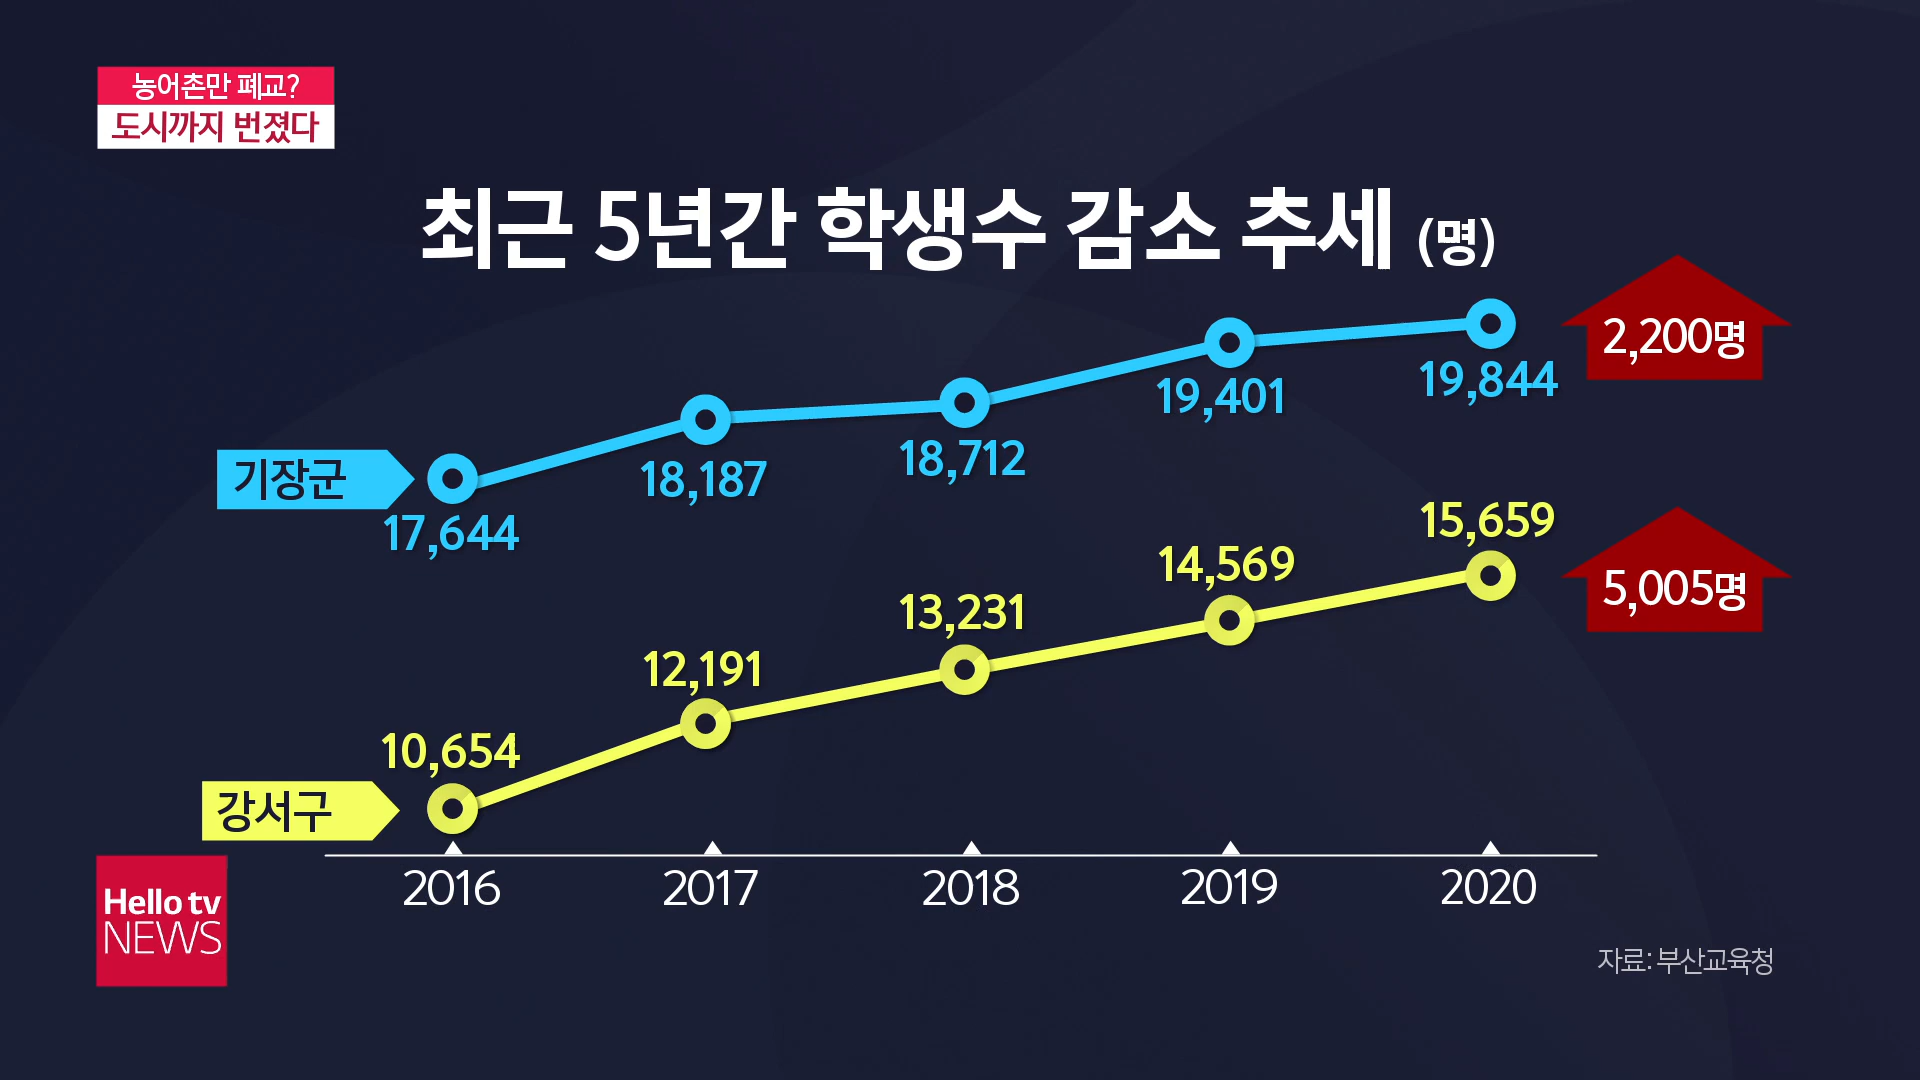 농어촌만 폐교?
도시까지 번졌다
최근 5년간 학생수 감소 추세 (명)
2,200명
19,844
19,401
18,712
18,187
기장군
17,644
15,659
5,005명
14,569
13,231
12,191
10,654
강서구
2016 2017 2018 2019 2020
Hello tv
NEWS
자료: 부산교육청